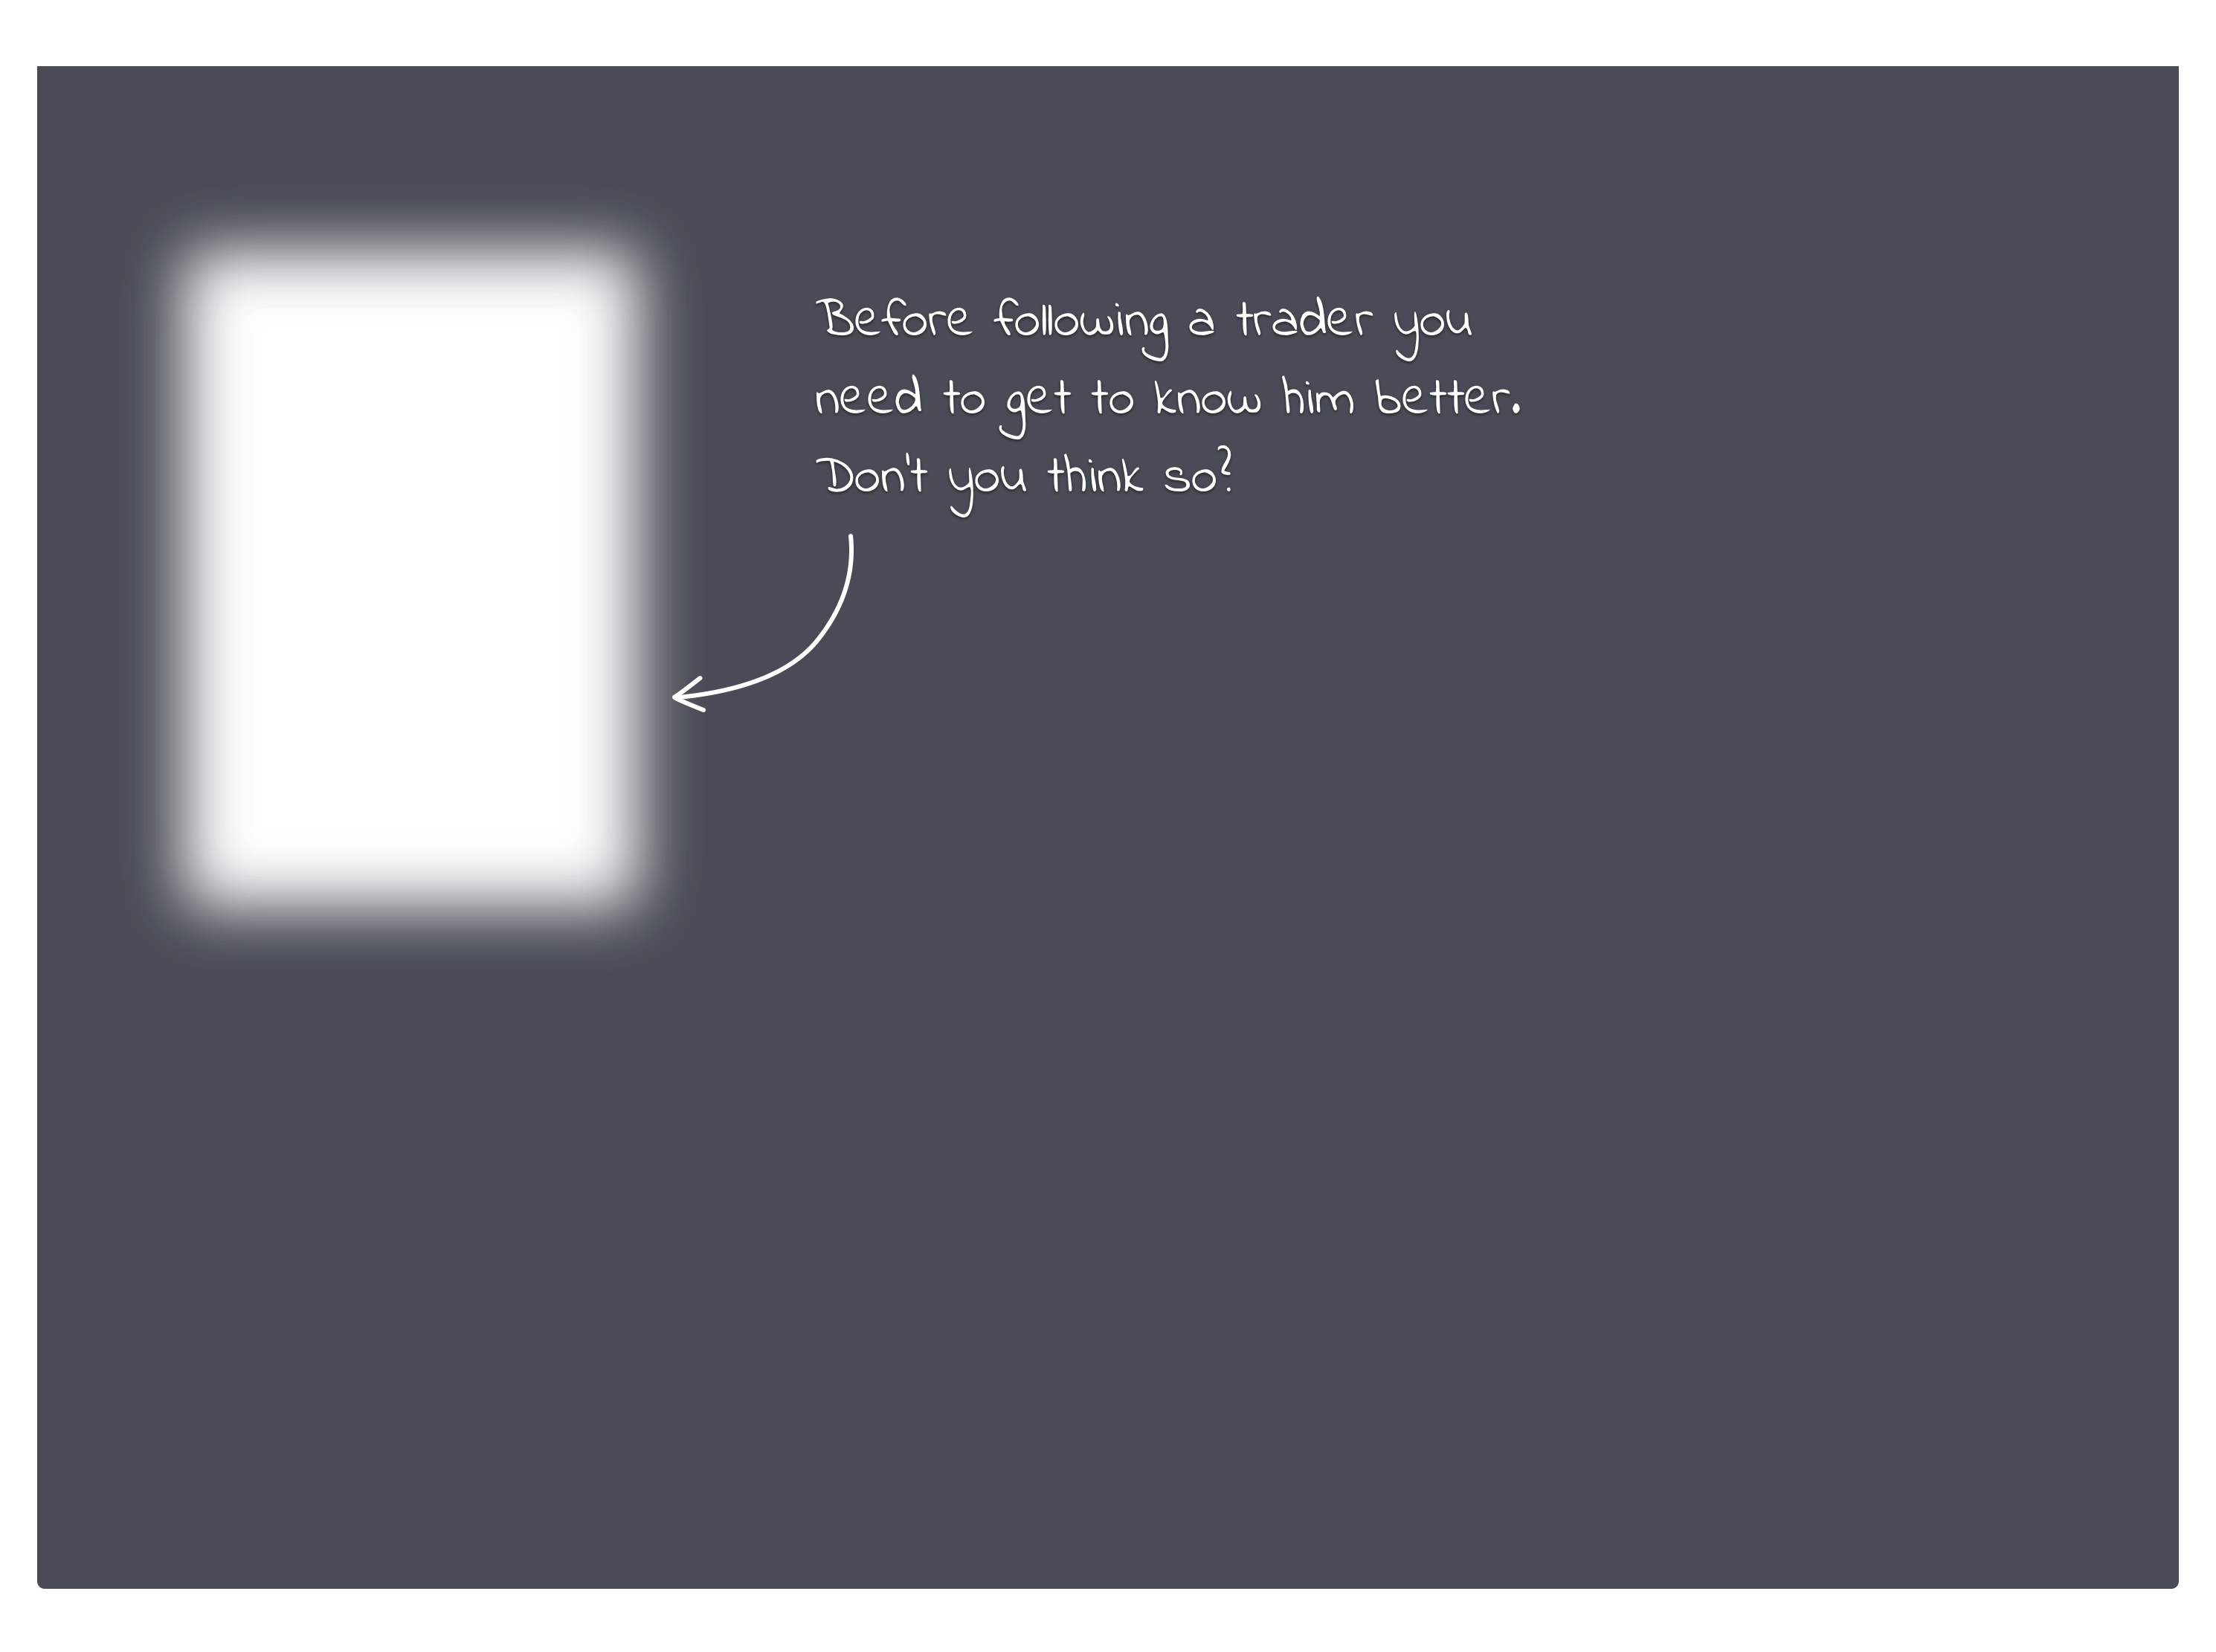 Before following a trader you
need to get to know him better.
Don't you think so?